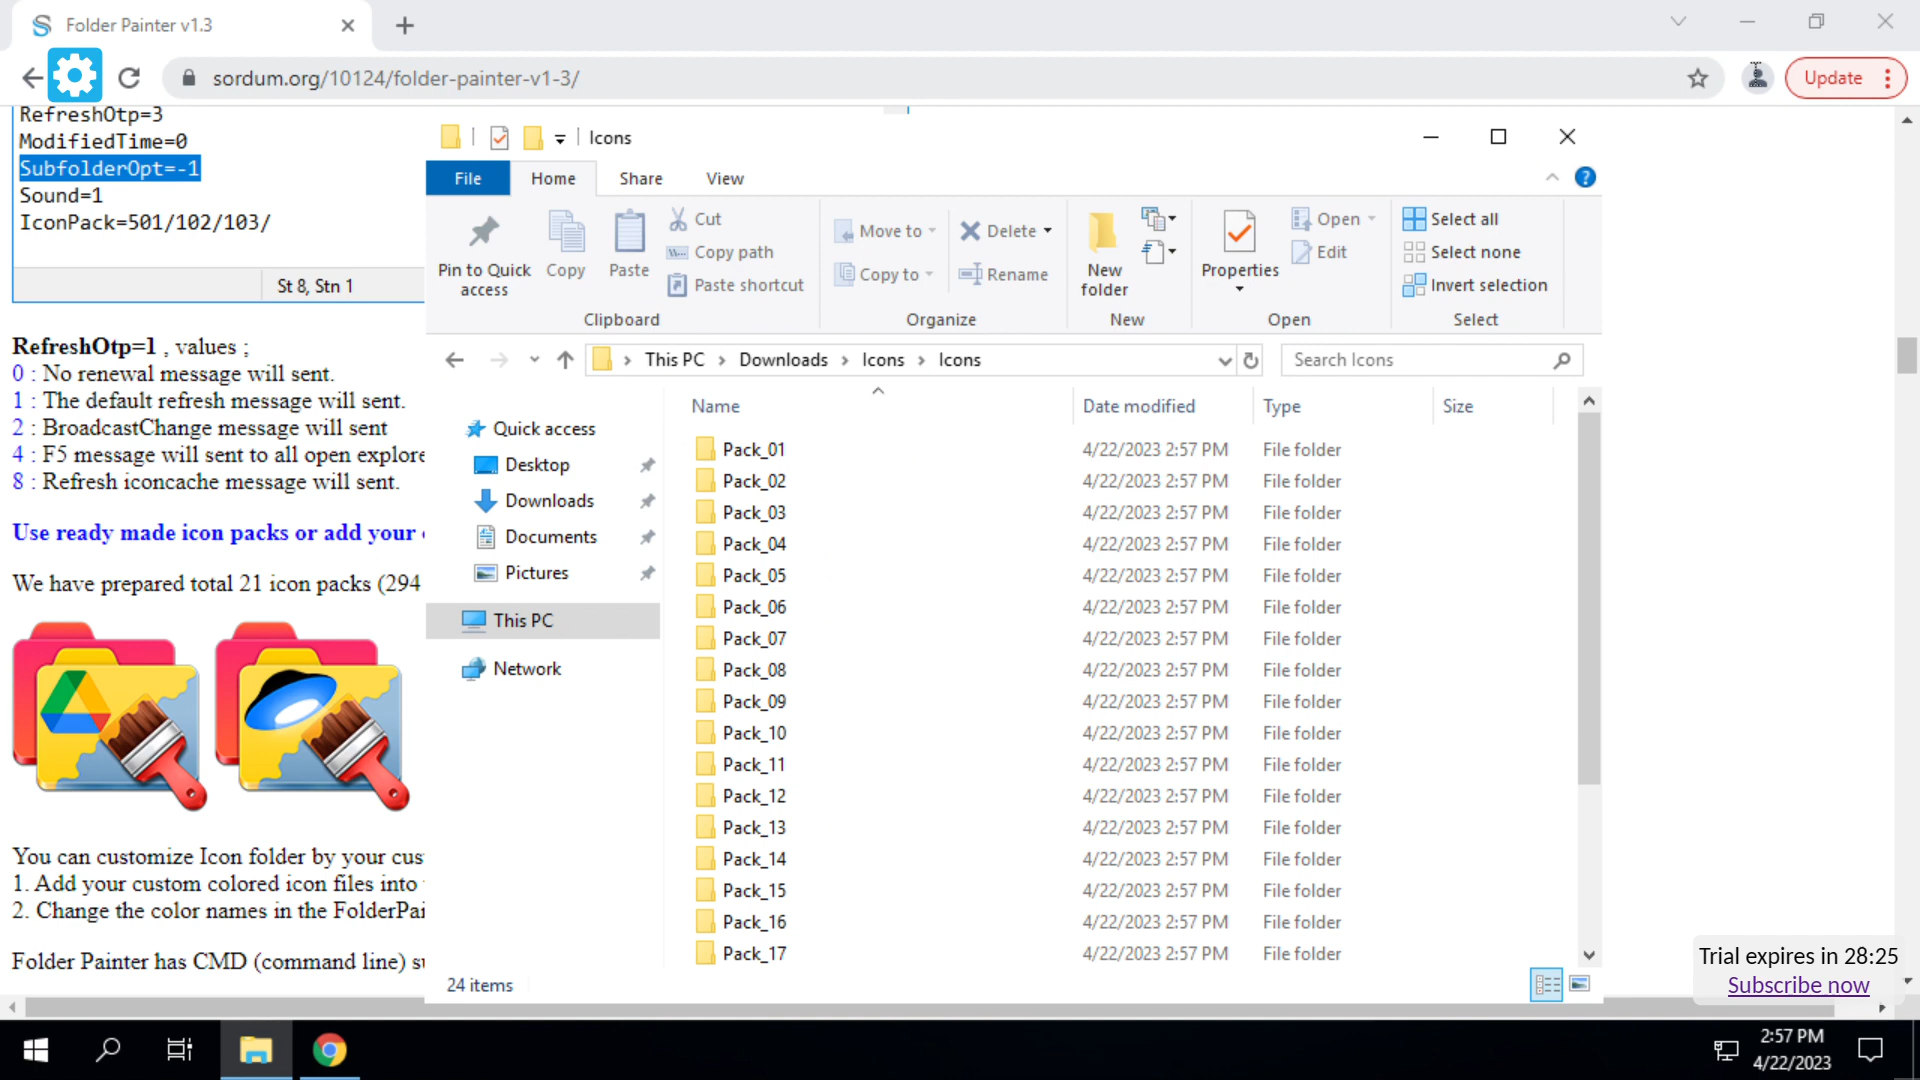 Folder Painter v1.3
sordum.org/10124/folder-painter-v1-3/
Update
RefreshOtp=3
ModifiedTime=0
SubfolderOpt=-1
Sound=1
IconPack=501/102/103/
St 8, Stn 1
RefreshOtp=1 , values ;
0 : No renewal message will sent.
1 : The default refresh message will sent.
2 : BroadcastChange message will sent
4 : F5 message will sent to all open explore
8 : Refresh iconcache message will sent.
Use ready made icon packs or add your
We have prepared total 21 icon packs (294
You can customize Icon folder by your cus
1. Add your custom colored icon files into
2. Change the color names in the FolderPai
Folder Painter has CMD (command line) su
Icons
File Home Share View
Pin to Quick access
Copy
Paste
Cut
Copy path
Paste shortcut
Clipboard
Move to
Copy to
Delete
Rename
Organize
New folder
New
Properties
Open
Edit
Open
Select all
Select none
Invert selection
Select
This PC > Downloads > Icons > Icons
Search Icons
Quick access
Desktop
Downloads
Documents
Pictures
This PC
Network
Name Date modified Type Size
Pack_01 4/22/2023 2:57 PM File folder
Pack_02 4/22/2023 2:57 PM File folder
Pack_03 4/22/2023 2:57 PM File folder
Pack_04 4/22/2023 2:57 PM File folder
Pack_05 4/22/2023 2:57 PM File folder
Pack_06 4/22/2023 2:57 PM File folder
Pack_07 4/22/2023 2:57 PM File folder
Pack_08 4/22/2023 2:57 PM File folder
Pack_09 4/22/2023 2:57 PM File folder
Pack_10 4/22/2023 2:57 PM File folder
Pack_11 4/22/2023 2:57 PM File folder
Pack_12 4/22/2023 2:57 PM File folder
Pack_13 4/22/2023 2:57 PM File folder
Pack_14 4/22/2023 2:57 PM File folder
Pack_15 4/22/2023 2:57 PM File folder
Pack_16 4/22/2023 2:57 PM File folder
Pack_17 4/22/2023 2:57 PM File folder
24 items
Trial expires in 28:25
Subscribe now
2:57 PM
4/22/2023